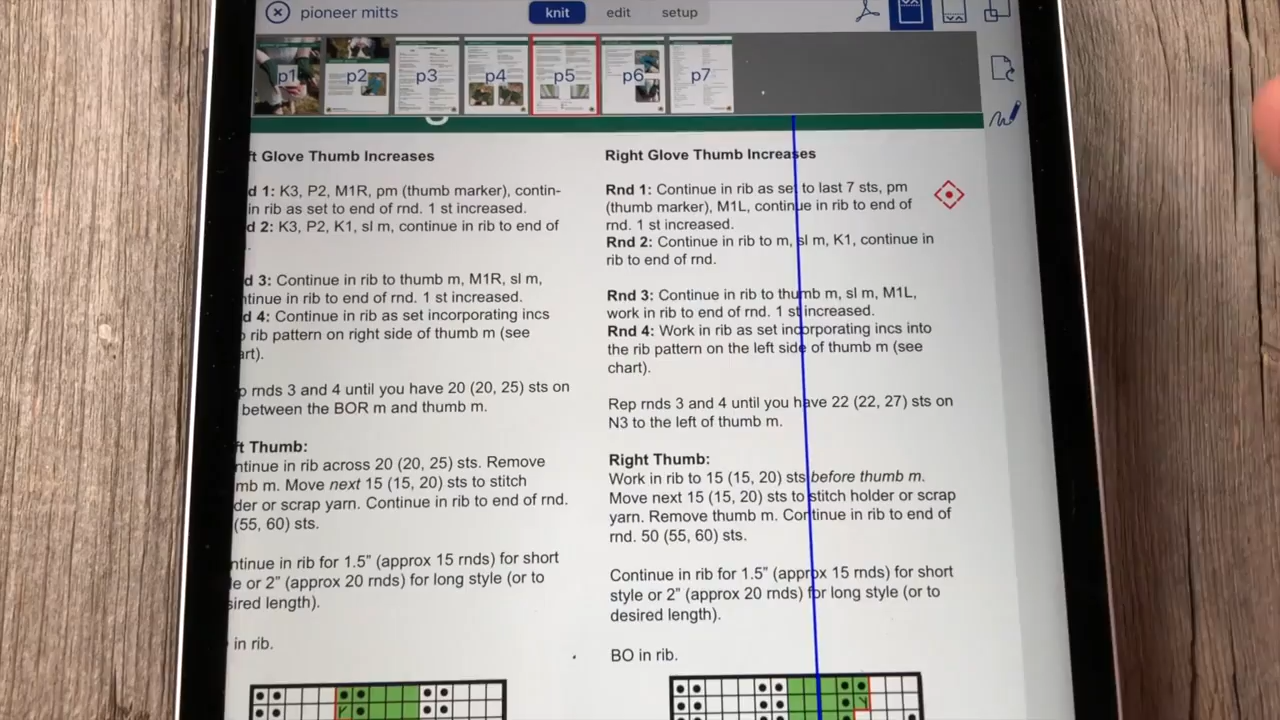 pioneer mitts
knit
edit
setup
p1
p2
p3
p4
p5
p6
p7
ft Glove Thumb Increases
d 1: K3, P2, M1R, pm (thumb marker), contin-
in rib as set to end of rnd. 1 st increased.
d 2: K3, P2, K1, sl m, continue in rib to end of
.
d 3: Continue in rib to thumb m, M1R, sl m,
ntinue in rib to end of rnd. 1 st increased.
d 4: Continue in rib as set incorporating incs
rib pattern on right side of thumb m (see
art).
p rnds 3 and 4 until you have 20 (20, 25) sts on
between the BOR m and thumb m.
ft Thumb:
ntinue in rib across 20 (20, 25) sts. Remove
mb m. Move next 15 (15, 20) sts to stitch
der or scrap yarn. Continue in rib to end of rnd.
(55, 60) sts.
ntinue in rib for 1.5" (approx 15 rnds) for short
le or 2" (approx 20 rnds) for long style (or to
sired length).
in rib.
Right Glove Thumb Increases
Rnd 1: Continue in rib as set to last 7 sts, pm
(thumb marker), M1L, continue in rib to end of
rnd. 1 st increased.
Rnd 2: Continue in rib to m, sl m, K1, continue in
rib to end of rnd.
Rnd 3: Continue in rib to thumb m, sl m, M1L,
work in rib to end of rnd. 1 st increased.
Rnd 4: Work in rib as set incorporating incs into
the rib pattern on the left side of thumb m (see
chart).
Rep rnds 3 and 4 until you have 22 (22, 27) sts on
N3 to the left of thumb m.
Right Thumb:
Work in rib to 15 (15, 20) sts before thumb m.
Move next 15 (15, 20) sts to stitch holder or scrap
yarn. Remove thumb m. Continue in rib to end of
rnd. 50 (55, 60) sts.
Continue in rib for 1.5" (approx 15 rnds) for short
style or 2" (approx 20 rnds) for long style (or to
desired length).
BO in rib.